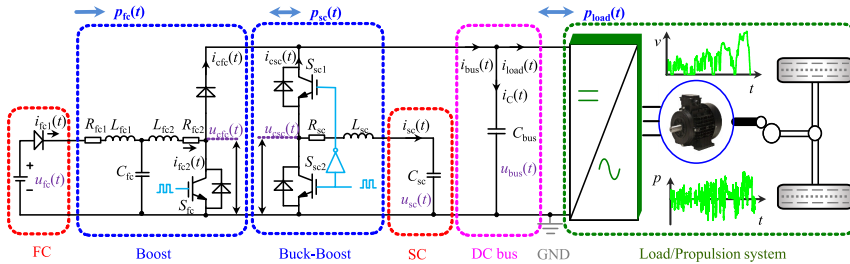 p_fc(t) p_sc(t) p_load(t)
i_cfc(t) i_csc(t) S_sc1 i_bus(t) i_load(t) v t
i_fc1(t) R_fc1 L_fc1 L_fc2 R_fc2 u_cfc(t) u_csc(t) R_sc L_sc i_sc(t) i_C(t)
+ − u_fc(t) C_fc i_fc2(t) S_fc S_sc2 C_sc u_sc(t) C_bus u_bus(t) p t
FC Boost Buck-Boost SC DC bus GND Load/Propulsion system